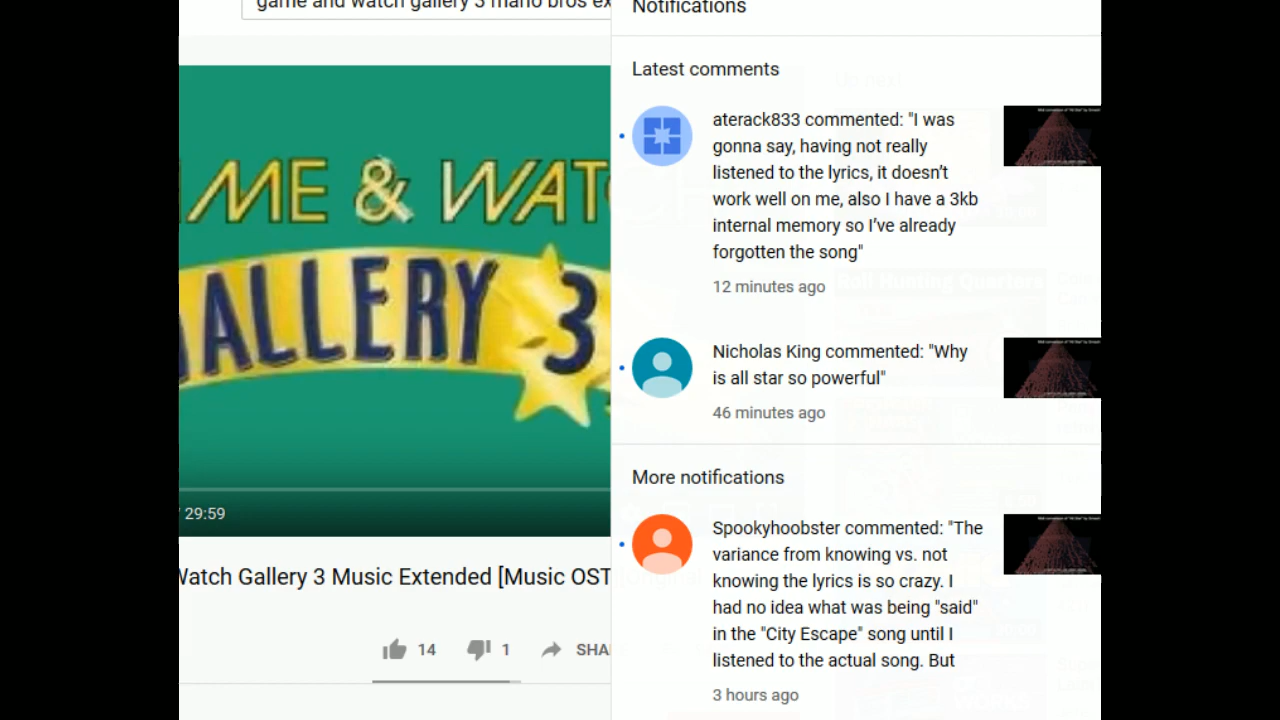 game and watch gallery 3 mario bros ex
ME & WAT
ALLERY 3
29:59
Watch Gallery 3 Music Extended [Music OST
14
1
SHA
Notifications
Latest comments
aterack833 commented: "I was
gonna say, having not really
listened to the lyrics, it doesn't
work well on me, also I have a 3kb
internal memory so I've already
forgotten the song"
12 minutes ago
Nicholas King commented: "Why
is all star so powerful"
46 minutes ago
More notifications
Spookyhoobster commented: "The
variance from knowing vs. not
knowing the lyrics is so crazy. I
had no idea what was being "said"
in the "City Escape" song until I
listened to the actual song. But
3 hours ago